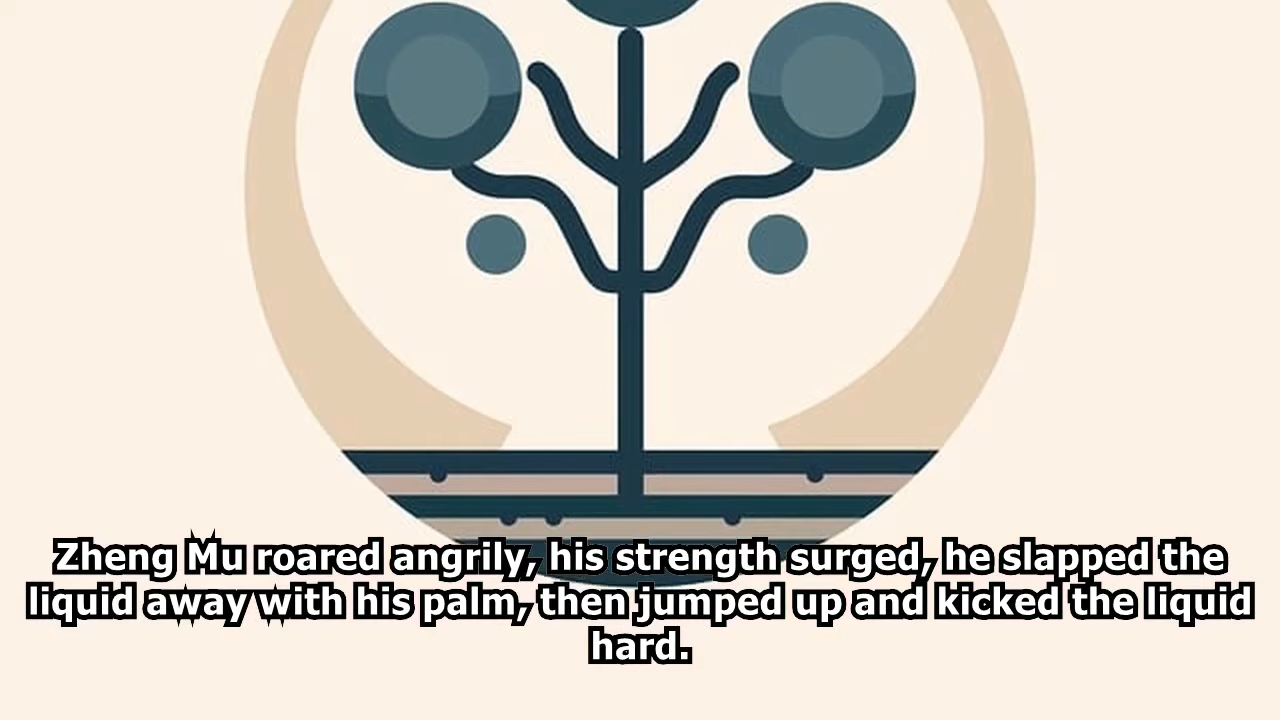 Zheng Mu roared angrily, his strength surged, he slapped the
liquid away with his palm, then jumped up and kicked the liquid
hard.